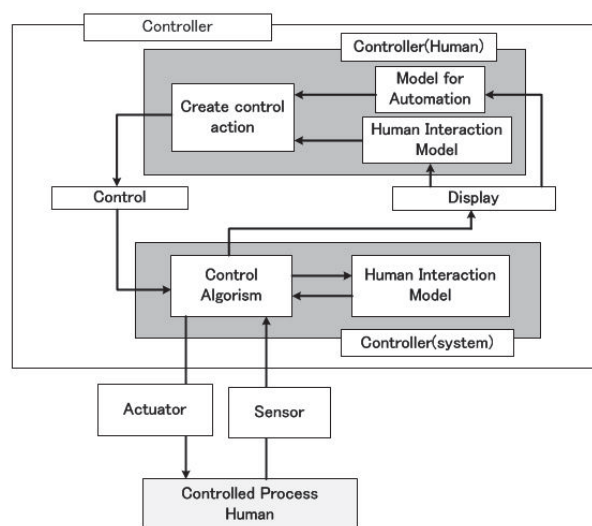 Controller
Controller(Human)
Model for
Automation
Create control
action
Human Interaction
Model
Control
Display
Control
Algorism
Human Interaction
Model
Controller(system)
Actuator
Sensor
Controlled Process
Human